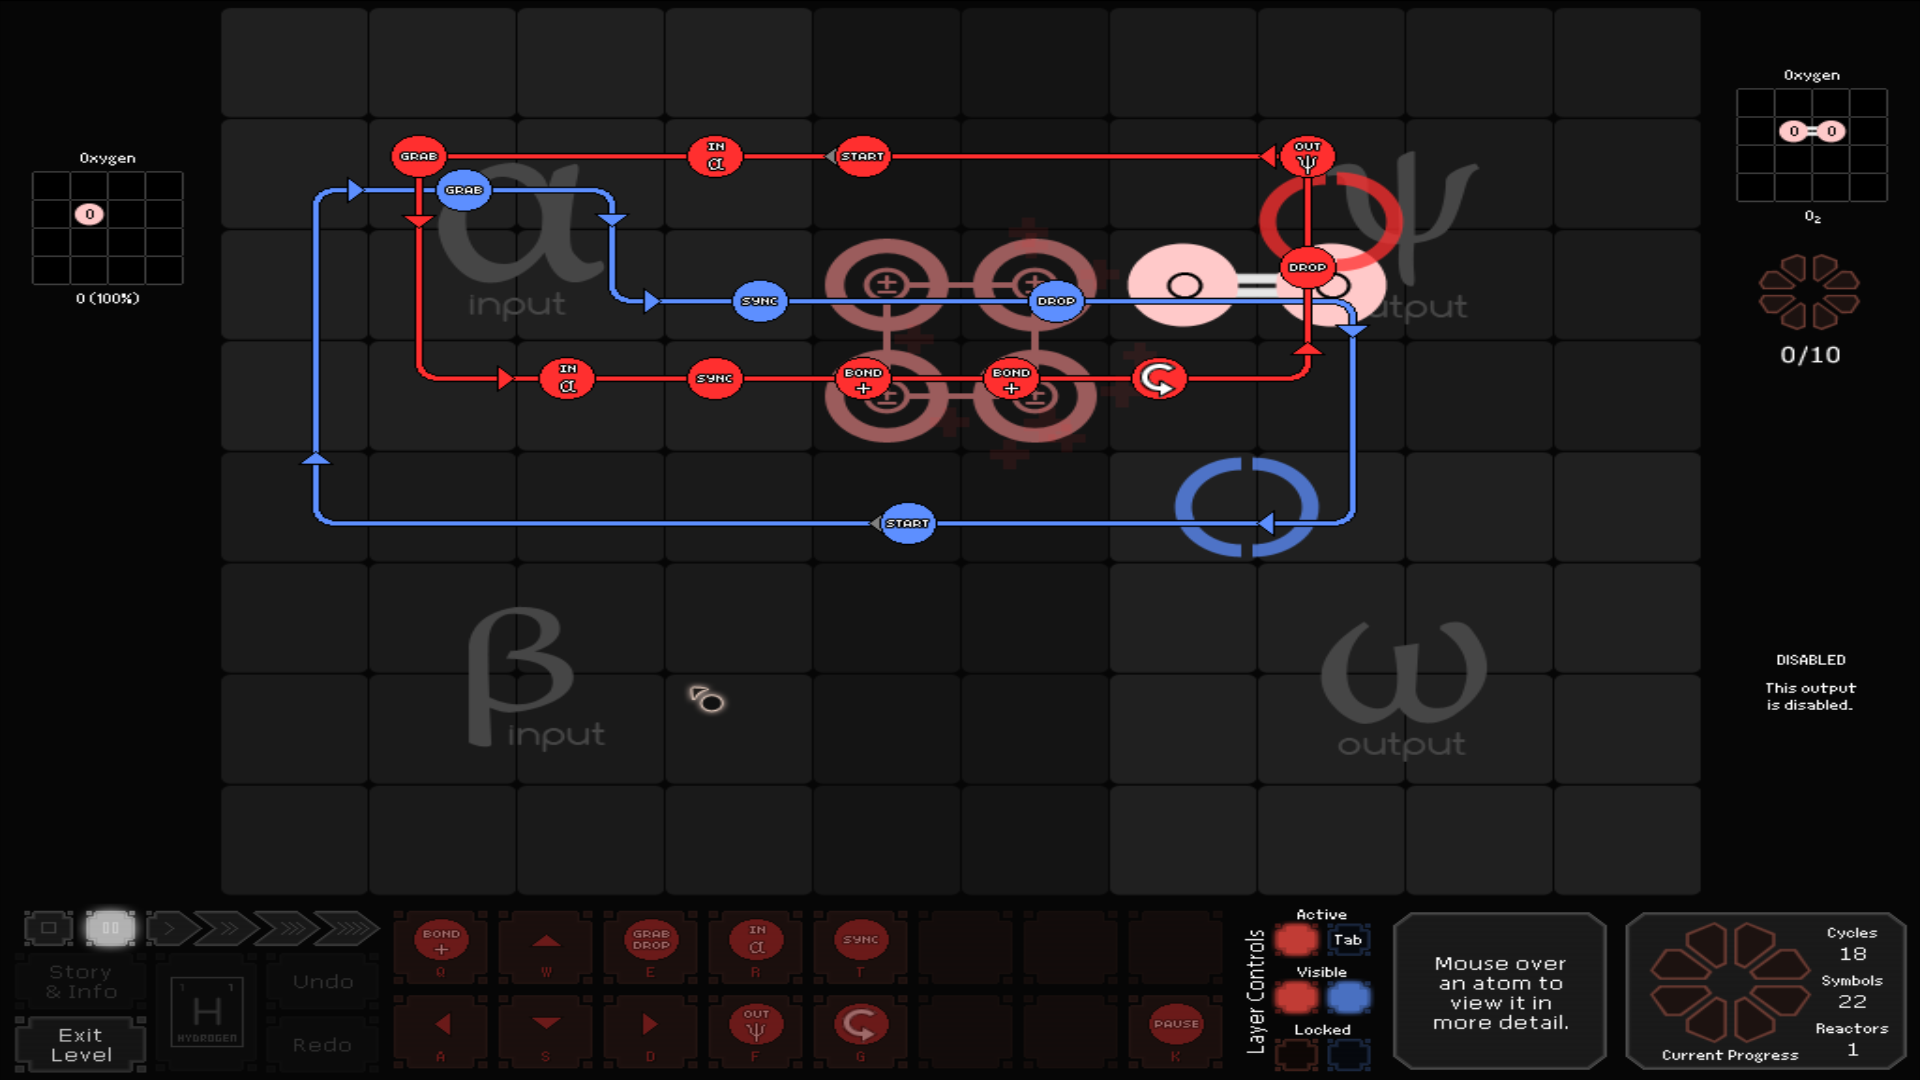 Oxygen
O
0 (100%)
GRAB
IN
α
START
OUT
ψ
GRAB
α
input
ψ
output
DROP
SYNC
±
±
DROP
O
O
IN
α
SYNC
BOND
+
BOND
+
±
±
START
β
input
ω
output
Oxygen
O=O
O2
0/10
DISABLED
This output
is disabled.
Story
& Info
Exit
Level
1
1
H
HYDROGEN
Undo
Redo
BOND
+
Q
W
GRAB
DROP
E
IN
α
R
SYNC
T
A
S
D
OUT
ψ
F
G
PAUSE
K
Layer Controls
Active
Tab
Visible
Locked
Mouse over
an atom to
view it in
more detail.
Cycles
18
Symbols
22
Reactors
1
Current Progress